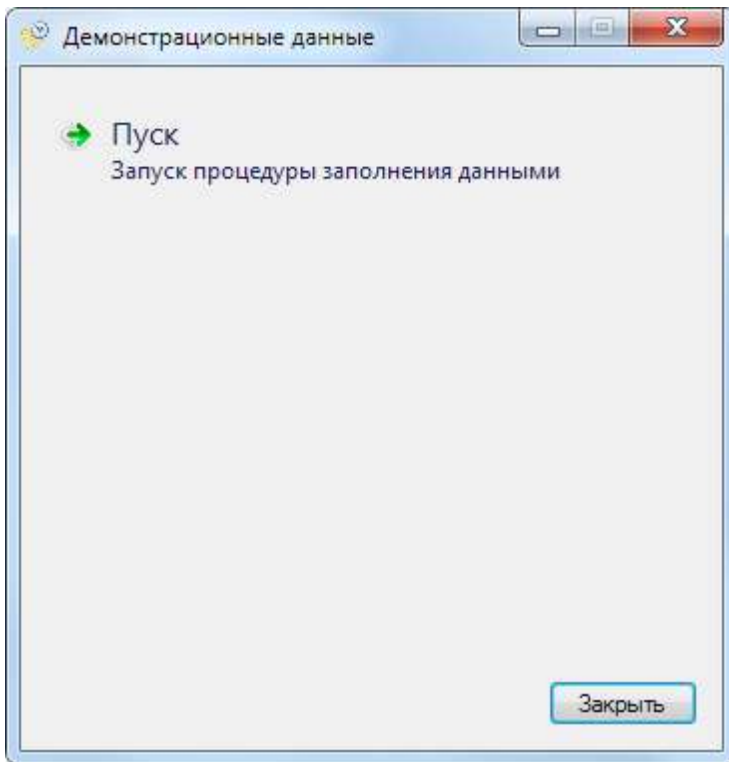 Демонстрационные данные
Пуск
Запуск процедуры заполнения данными
Закрыть